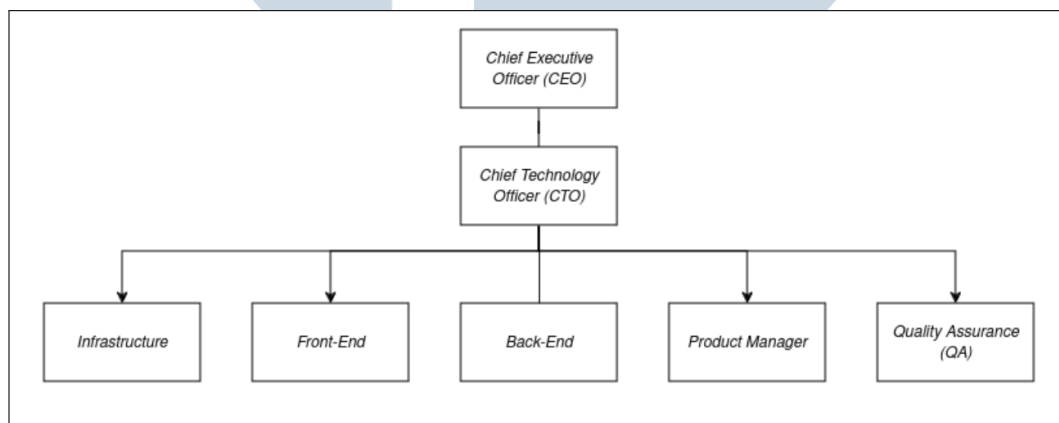 Chief Executive
Officer (CEO)
Chief Technology
Officer (CTO)
Infrastructure
Front-End
Back-End
Product Manager
Quality Assurance
(QA)